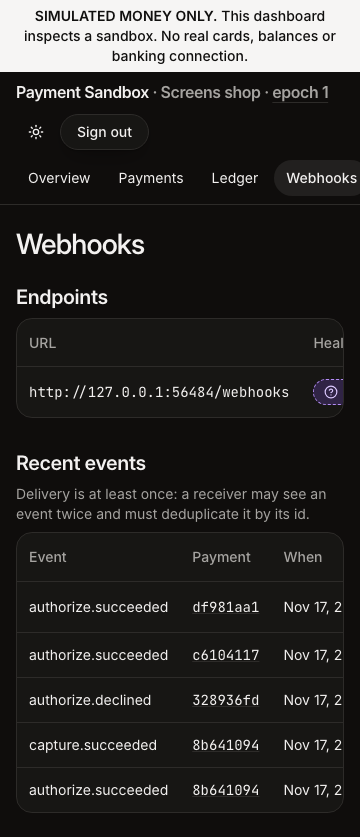 SIMULATED MONEY ONLY. This dashboard
inspects a sandbox. No real cards, balances or
banking connection.
Payment Sandbox · Screens shop · epoch 1
Sign out
Overview Payments Ledger Webhooks
Webhooks
Endpoints
URL Heal
http://127.0.0.1:56484/webhooks
Recent events
Delivery is at least once: a receiver may see an
event twice and must deduplicate it by its id.
Event Payment When
authorize.succeeded df981aa1 Nov 17, 2
authorize.succeeded c6104117 Nov 17, 2
authorize.declined 328936fd Nov 17, 2
capture.succeeded 8b641094 Nov 17, 2
authorize.succeeded 8b641094 Nov 17, 2